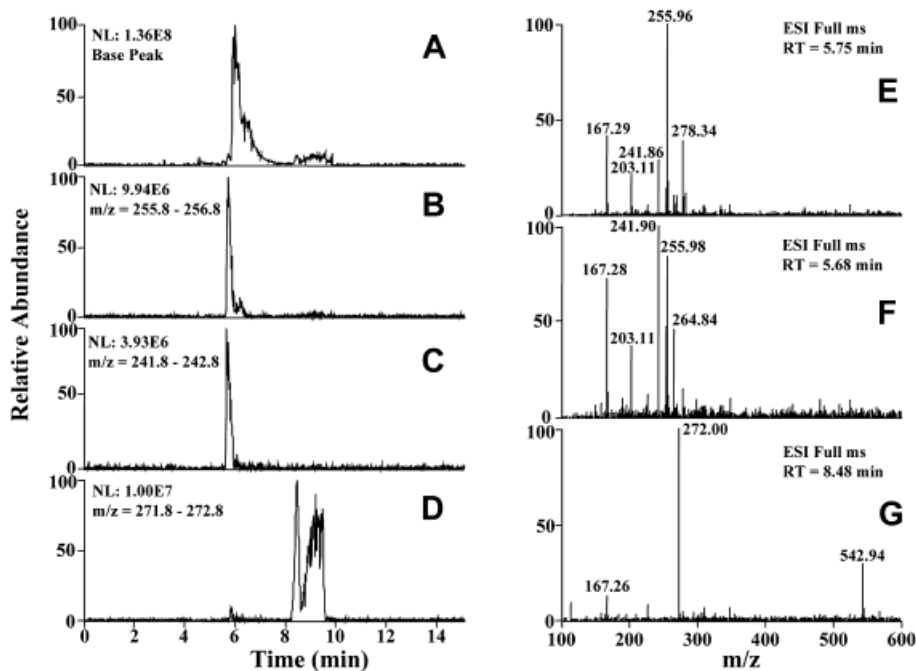 Relative Abundance
100
50
0
NL: 1.36E8
Base Peak
A
100
50
0
NL: 9.94E6
m/z = 255.8 - 256.8
B
100
50
0
NL: 3.93E6
m/z = 241.8 - 242.8
C
100
50
0
NL: 1.00E7
m/z = 271.8 - 272.8
D
0 2 4 6 8 10 12 14
Time (min)
100
50
0
255.96
167.29
241.86
203.11
278.34
ESI Full ms
RT = 5.75 min
E
100
50
0
241.90
255.98
167.28
203.11
264.84
ESI Full ms
RT = 5.68 min
F
100
50
0
272.00
167.26
542.94
ESI Full ms
RT = 8.48 min
G
100 200 300 400 500 600
m/z